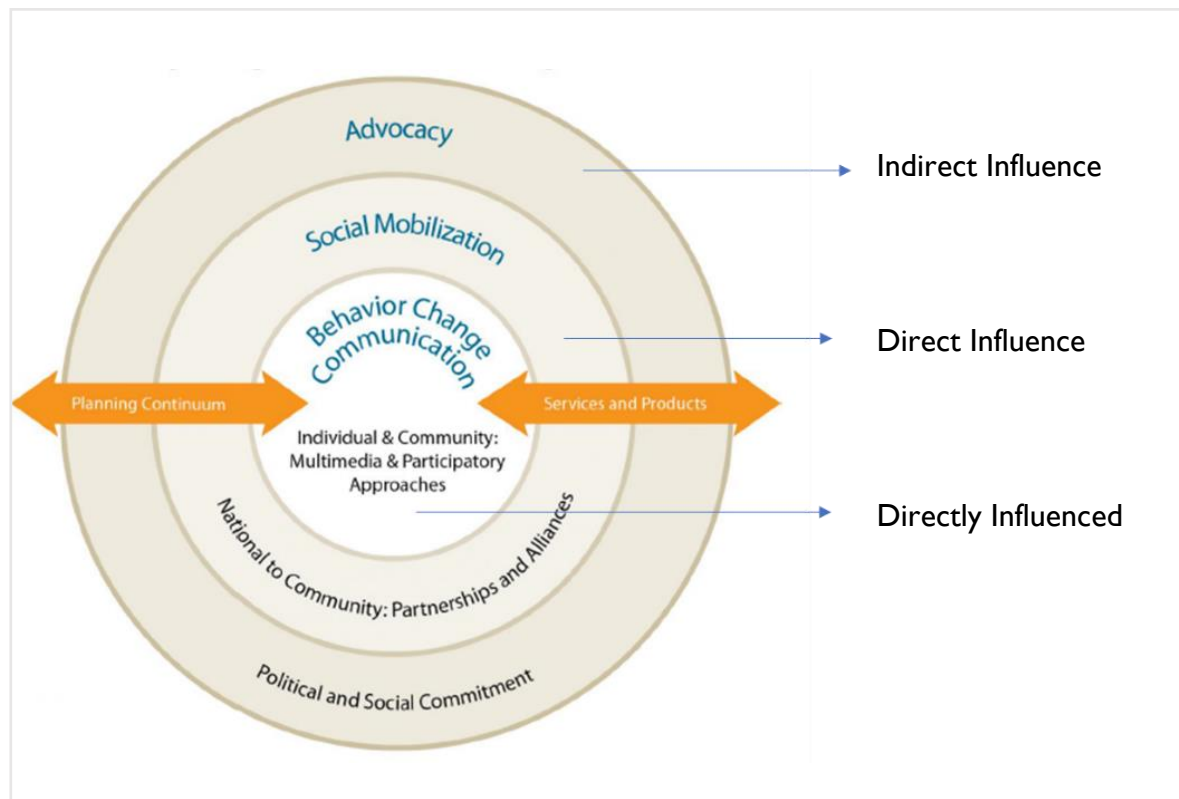 Advocacy
Indirect Influence
Social Mobilization
Behavior Change
Communication
Direct Influence
Planning Continuum
Services and Products
Individual & Community:
Multimedia & Participatory
Approaches
Directly Influenced
National to Community: Partnerships and Alliances
Political and Social Commitment